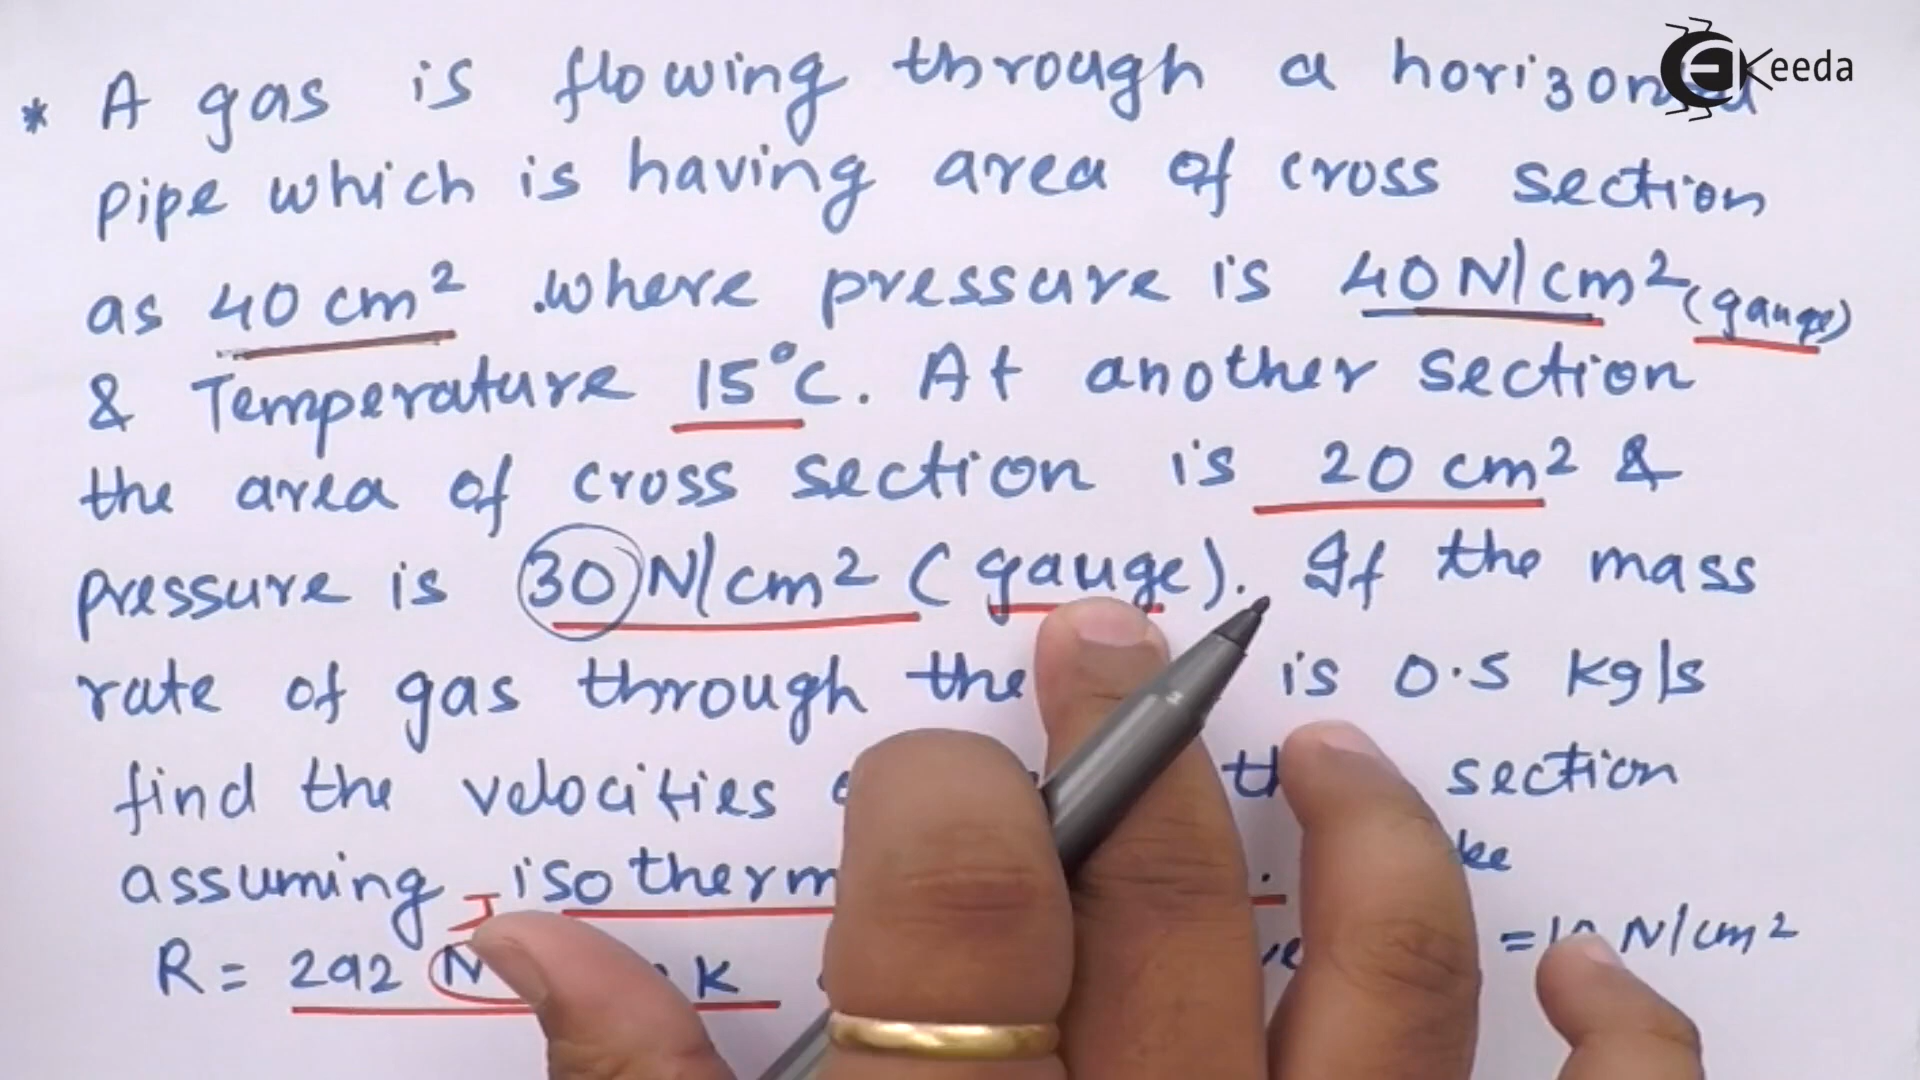 * A gas is flowing through a
Keeda
pipe which is having area of cross section
as 40 cm² where pressure is 40 N/cm² (gauge)
& Temperature 15°C. At another section
the area of cross section is 20 cm² &
pressure is 30 N/cm² (gauge). If the mass
rate of gas through the is 0.5 kg/s
find the velocities section
assuming
R = 292 K = N/cm²